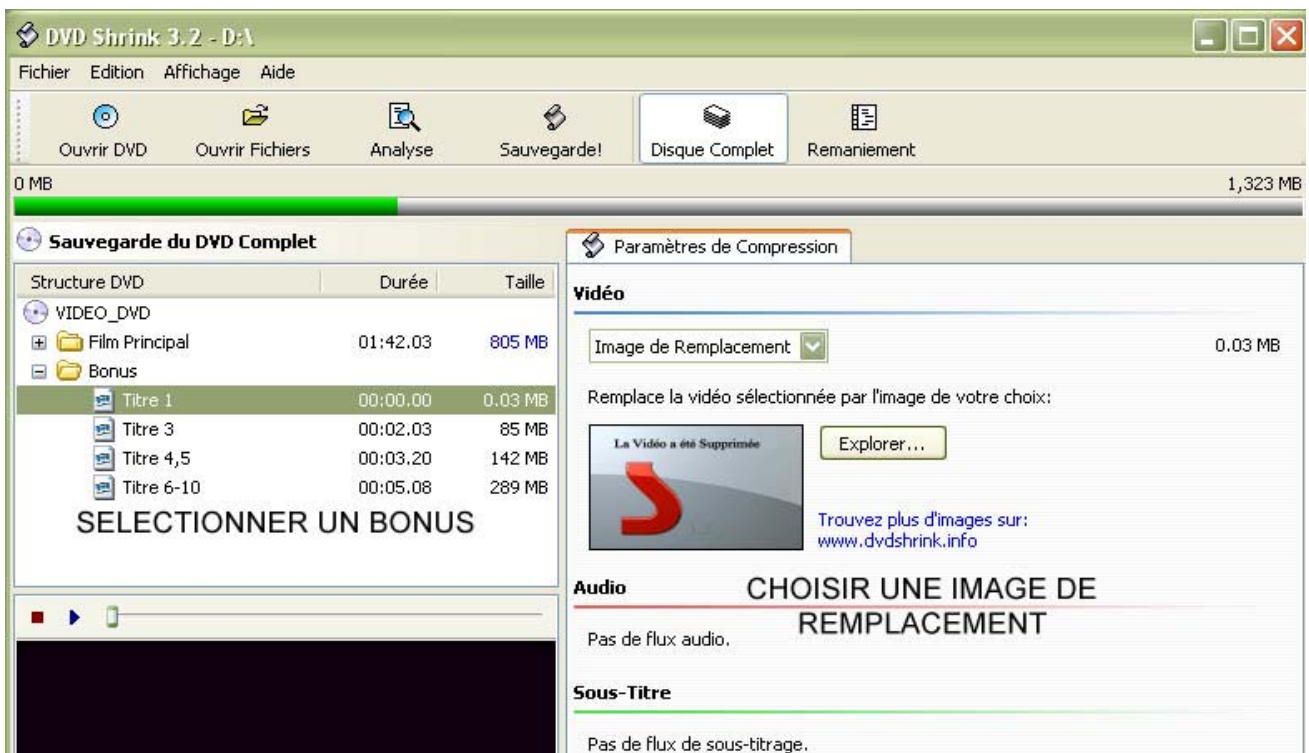 DVD Shrink 3.2 - D:\
Fichier Edition Affichage Aide
Ouvrir DVD Ouvrir Fichiers Analyse Sauvegarde! Disque Complet Remaniement
0 MB 1,323 MB
Sauvegarde du DVD Complet
Paramètres de Compression
Structure DVD Durée Taille
VIDEO_DVD
Film Principal 01:42.03 805 MB
Bonus
Titre 1 00:00.00 0.03 MB
Titre 3 00:02.03 85 MB
Titre 4,5 00:03.20 142 MB
Titre 6-10 00:05.08 289 MB
SELECTIONNER UN BONUS
Vidéo
Image de Remplacement 0.03 MB
Remplace la vidéo sélectionnée par l'image de votre choix:
La Vidéo a été Supprimée
Explorer...
Trouvez plus d'images sur:
www.dvdshrink.info
Audio
CHOISIR UNE IMAGE DE
REMPLACEMENT
Pas de flux audio.
Sous-Titre
Pas de flux de sous-titrage.